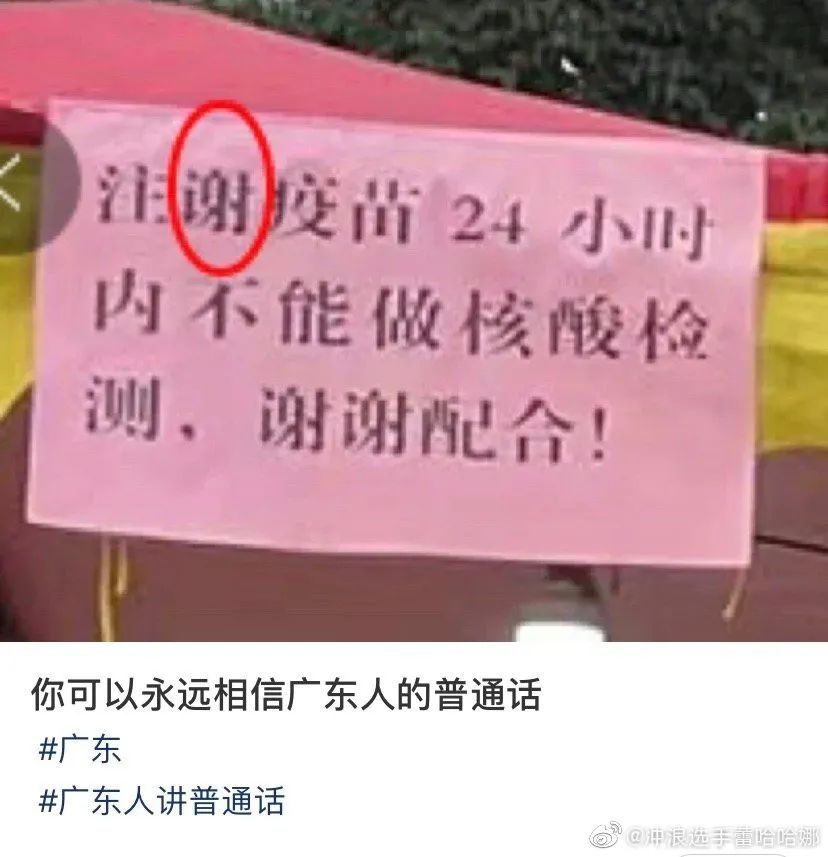 注谢疫苗 24 小时
内不能做核酸检
测、谢谢配合！
你可以永远相信广东人的普通话
#广东
#广东人讲普通话
@冲浪选手蕾哈哈娜